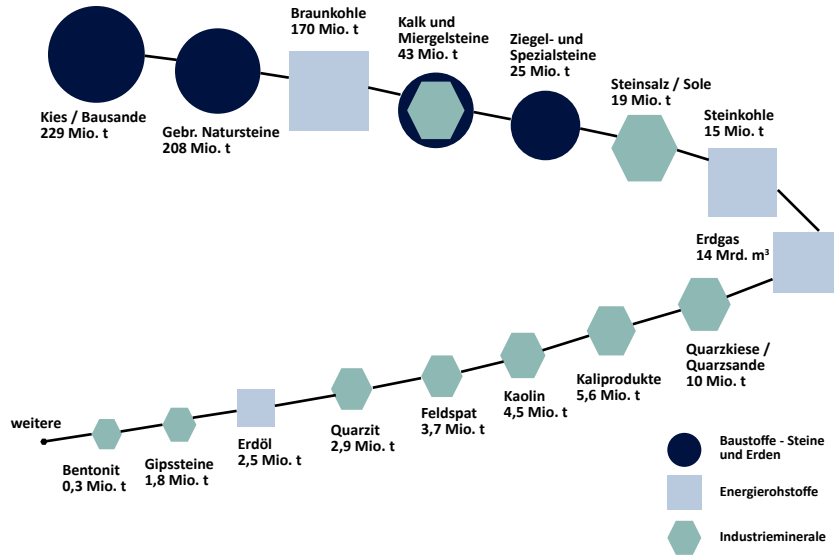 Kies / Bausande
229 Mio. t
Gebr. Natursteine
208 Mio. t
Braunkohle
170 Mio. t
Kalk und
Miergelsteine
43 Mio. t
Ziegel- und
Spezialsteine
25 Mio. t
Steinsalz / Sole
19 Mio. t
Steinkohle
15 Mio. t
Erdgas
14 Mrd. m³
Quarzkiese /
Quarzsande
10 Mio. t
Kaliprodukte
5,6 Mio. t
Kaolin
4,5 Mio. t
Feldspat
3,7 Mio. t
Quarzit
2,9 Mio. t
Erdöl
2,5 Mio. t
Gipssteine
1,8 Mio. t
Bentonit
0,3 Mio. t
weitere
Baustoffe - Steine
und Erden
Energierohstoffe
Industrieminerale